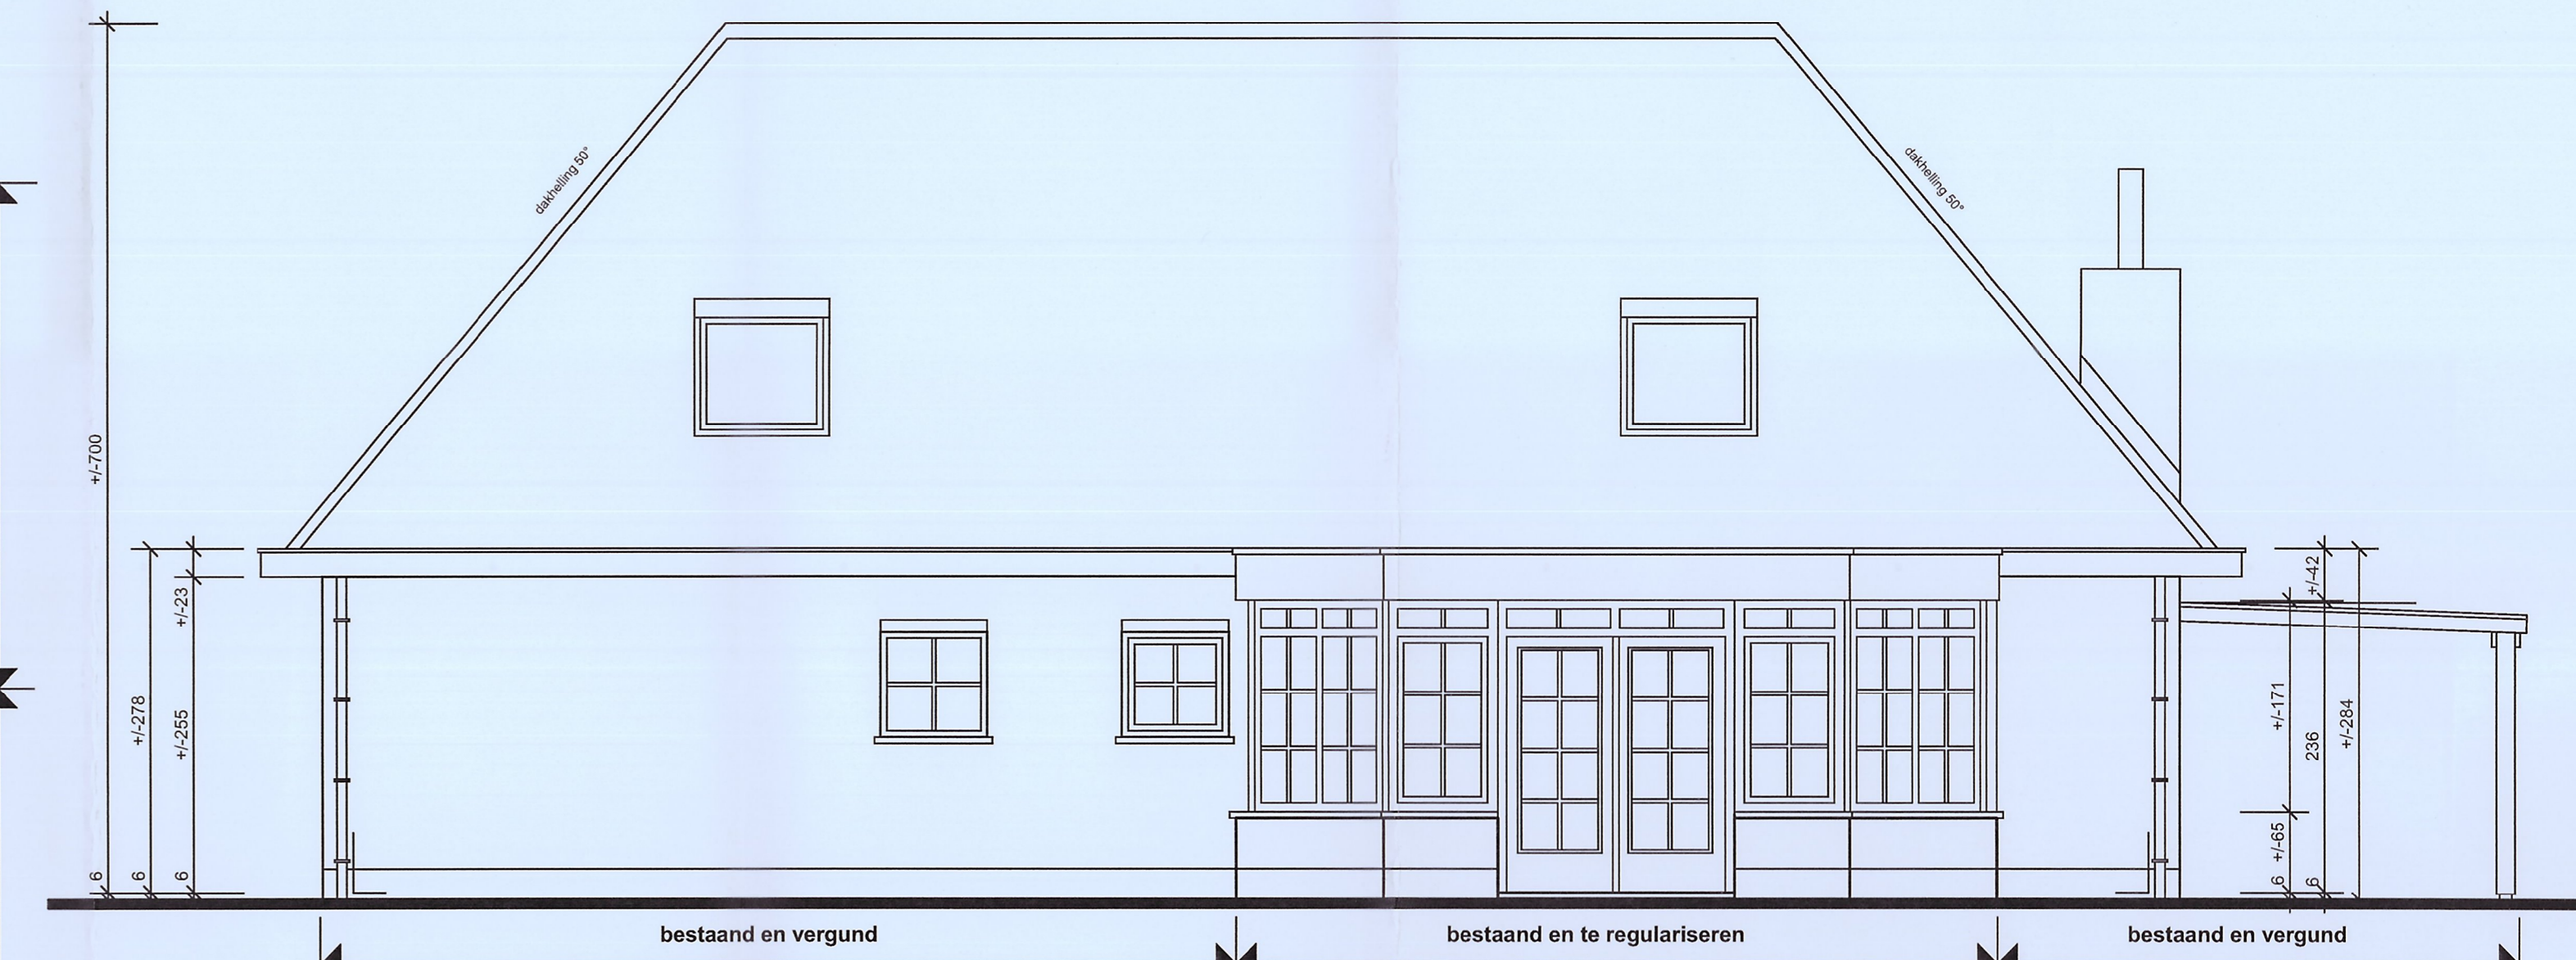 dakhelling 50°
dakhelling 50°
+/-700
+/-278
+/-255
+/-23
6
6
6
+/-42
+/-171
236
+/-284
+/-65
6
6
bestaand en vergund
bestaand en te regulariseren
bestaand en vergund